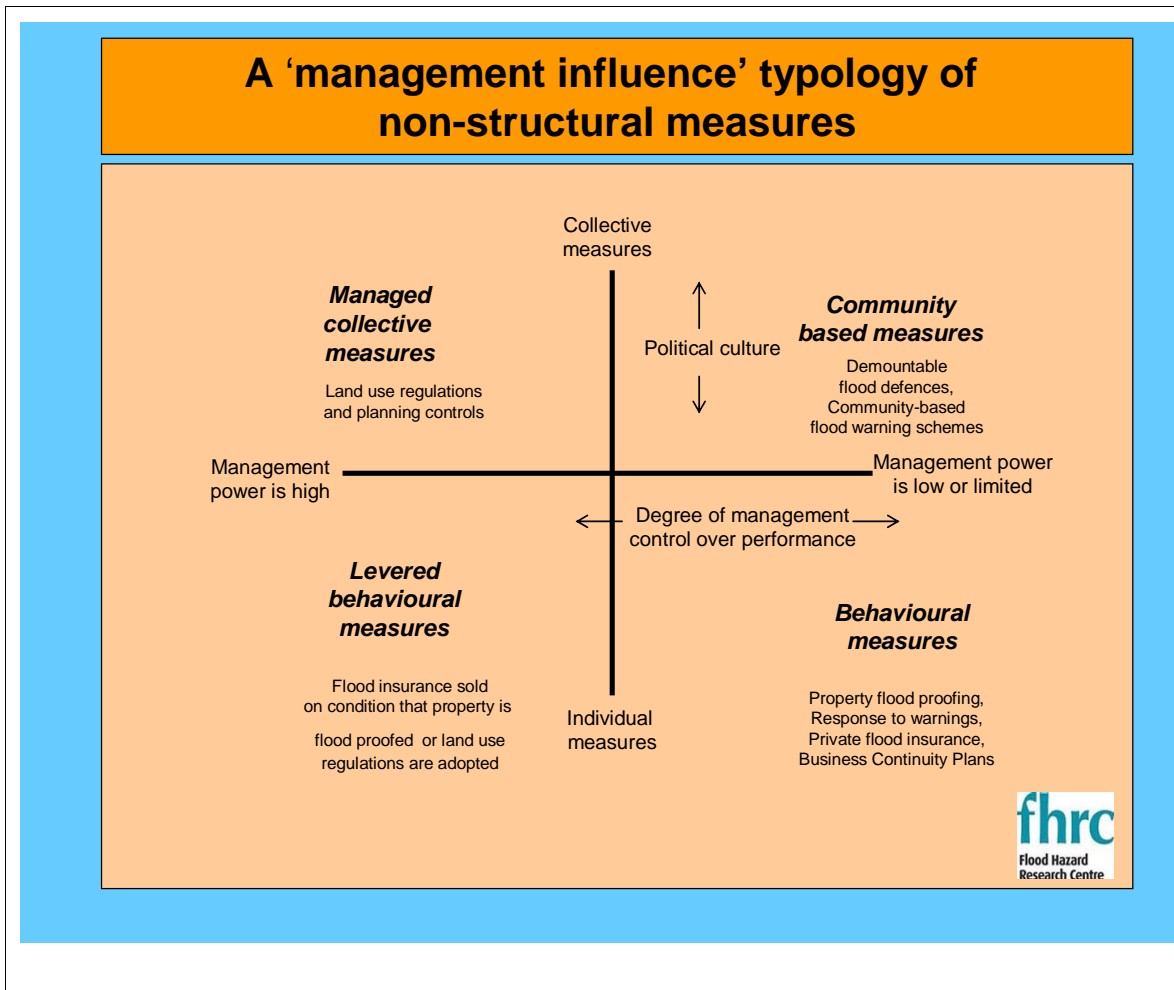 A ‘management influence’ typology of
non-structural measures
Collective
measures
Managed
collective
measures
Land use regulations
and planning controls
Political culture
Community
based measures
Demountable
flood defences,
Community-based
flood warning schemes
Management
power is high
Management power
is low or limited
Degree of management
control over performance
Levered
behavioural
measures
Flood insurance sold
on condition that property is
flood proofed or land use
regulations are adopted
Individual
measures
Behavioural
measures
Property flood proofing,
Response to warnings,
Private flood insurance,
Business Continuity Plans
fhrc
Flood Hazard
Research Centre